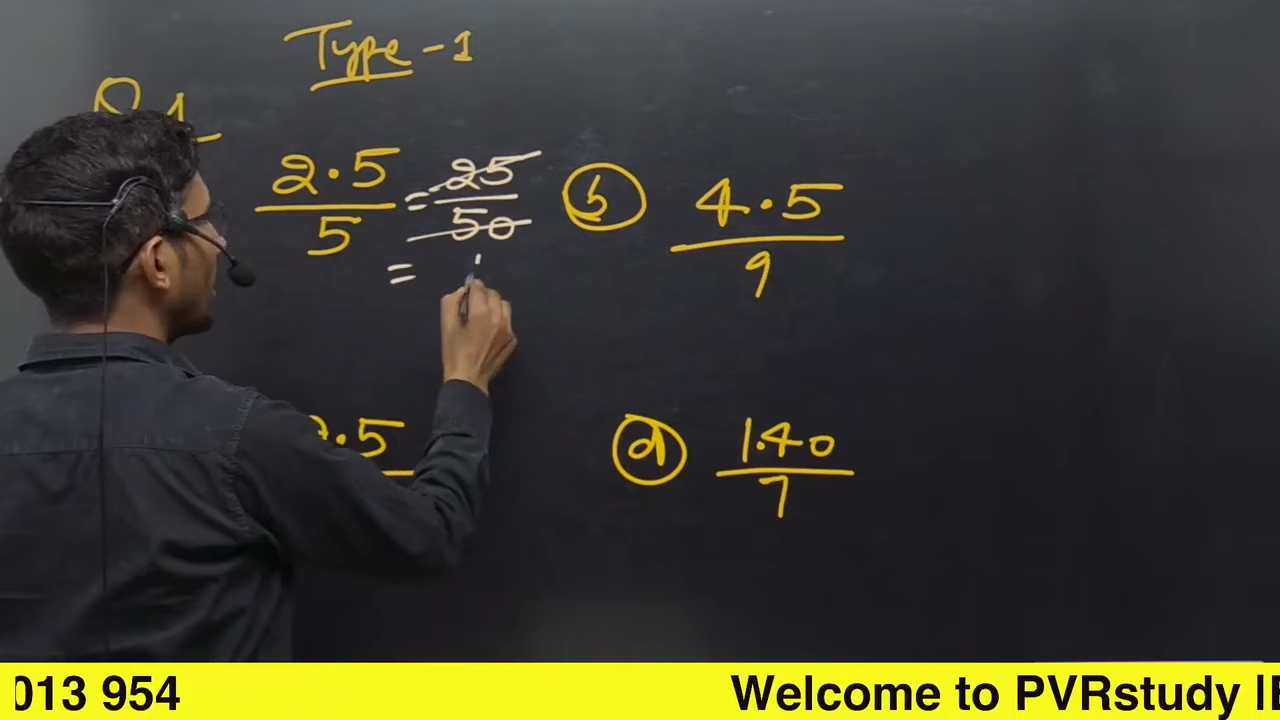 Type-1
2.5/5 = 25/50
=
(b) 4.5/9
.5
(d) 1.40/7
013 954
Welcome to PVRstudy